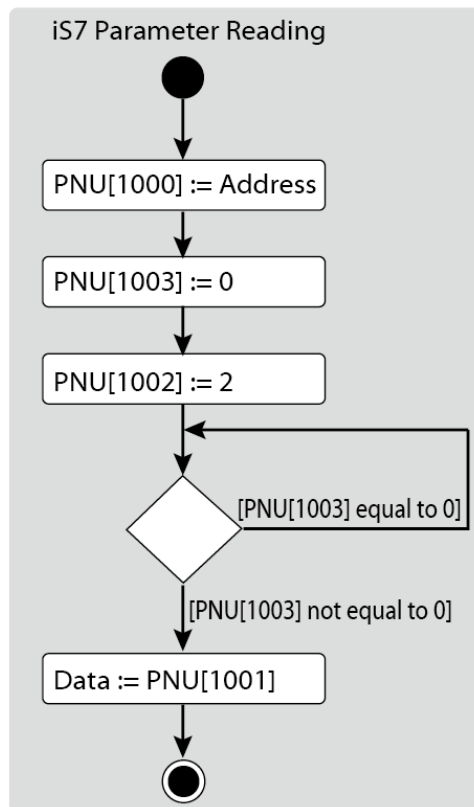 iS7 Parameter Reading
PNU[1000] := Address
PNU[1003] := 0
PNU[1002] := 2
[PNU[1003] equal to 0]
[PNU[1003] not equal to 0]
Data := PNU[1001]